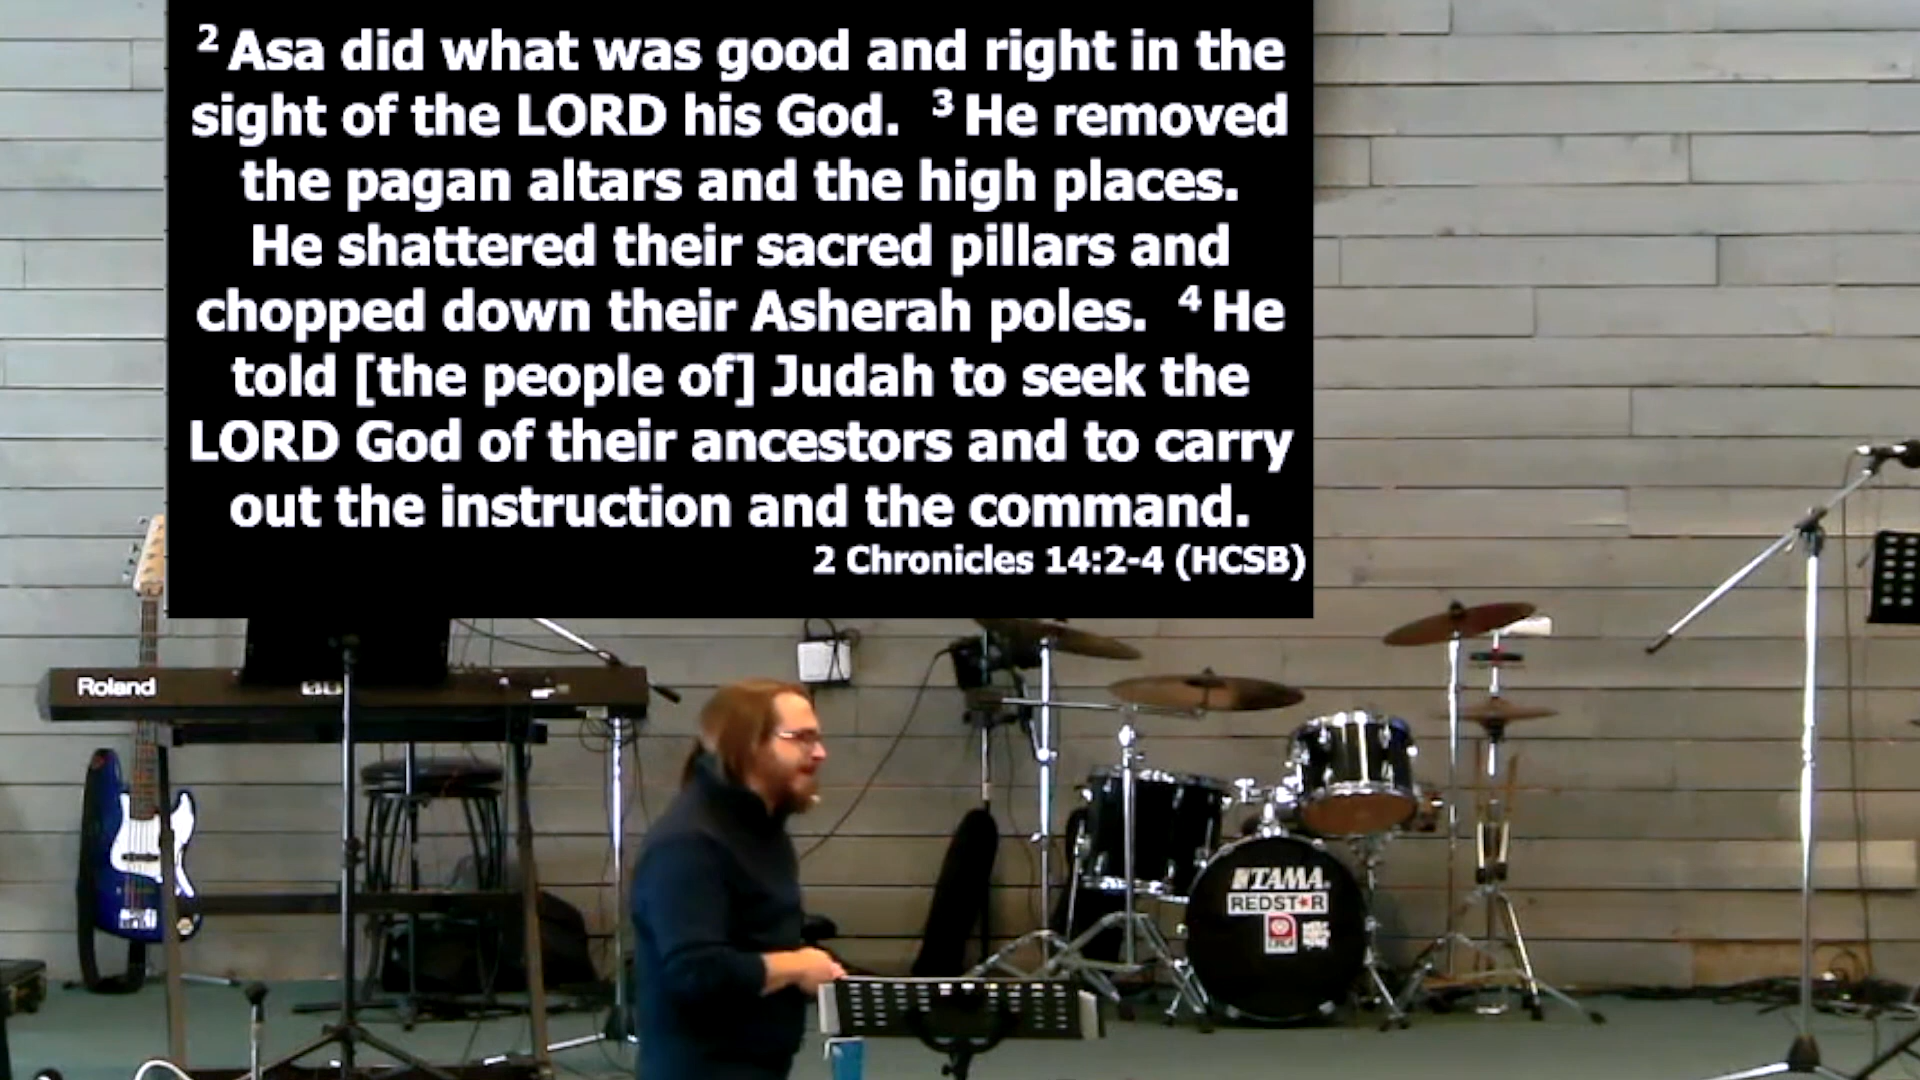 2 Asa did what was good and right in the
sight of the LORD his God. 3 He removed
the pagan altars and the high places.
He shattered their sacred pillars and
chopped down their Asherah poles. 4 He
told [the people of] Judah to seek the
LORD God of their ancestors and to carry
out the instruction and the command.
2 Chronicles 14:2-4 (HCSB)
Roland
TAMA
REDST★R